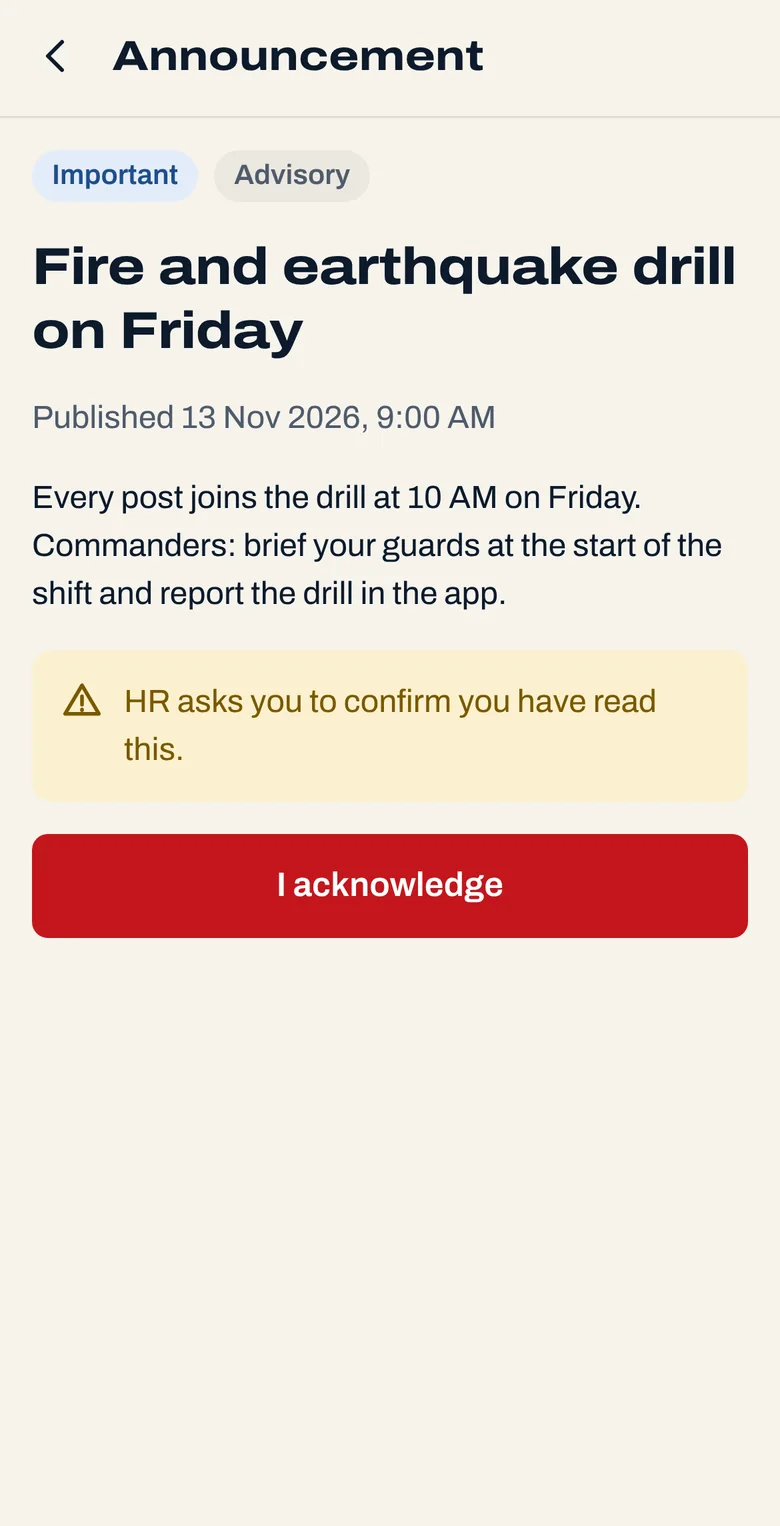 Announcement
Important Advisory
Fire and earthquake drill
on Friday
Published 13 Nov 2026, 9:00 AM
Every post joins the drill at 10 AM on Friday.
Commanders: brief your guards at the start of the
shift and report the drill in the app.
HR asks you to confirm you have read
this.
I acknowledge